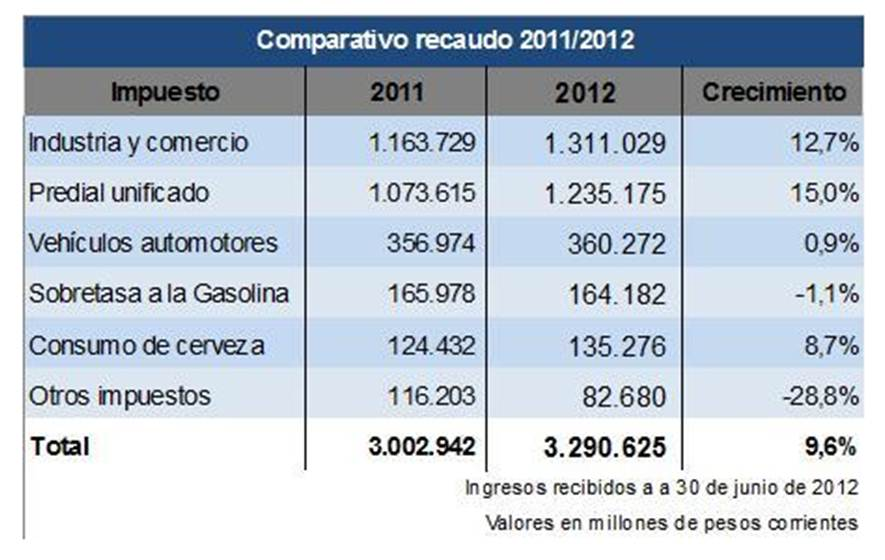 Comparativo recaudo 2011/2012
Impuesto 2011 2012 Crecimiento
Industria y comercio 1.163.729 1.311.029 12,7%
Predial unificado 1.073.615 1.235.175 15,0%
Vehículos automotores 356.974 360.272 0,9%
Sobretasa a la Gasolina 165.978 164.182 -1,1%
Consumo de cerveza 124.432 135.276 8,7%
Otros impuestos 116.203 82.680 -28,8%
Total 3.002.942 3.290.625 9,6%
Ingresos recibidos a a 30 de junio de 2012
Valores en millones de pesos corrientes